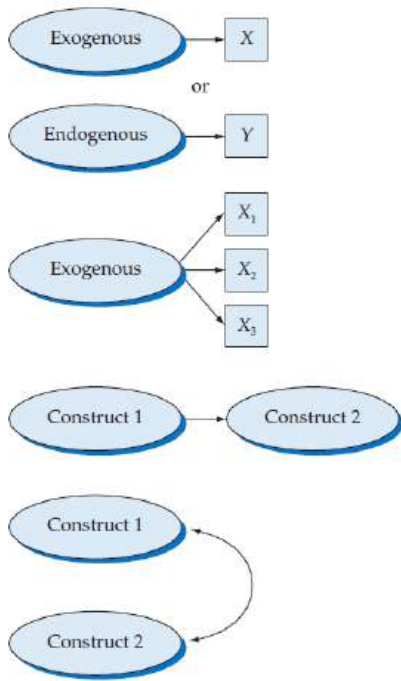 Exogenous X
or
Endogenous Y
X₁
Exogenous X₂
X₃
Construct 1 Construct 2
Construct 1
Construct 2